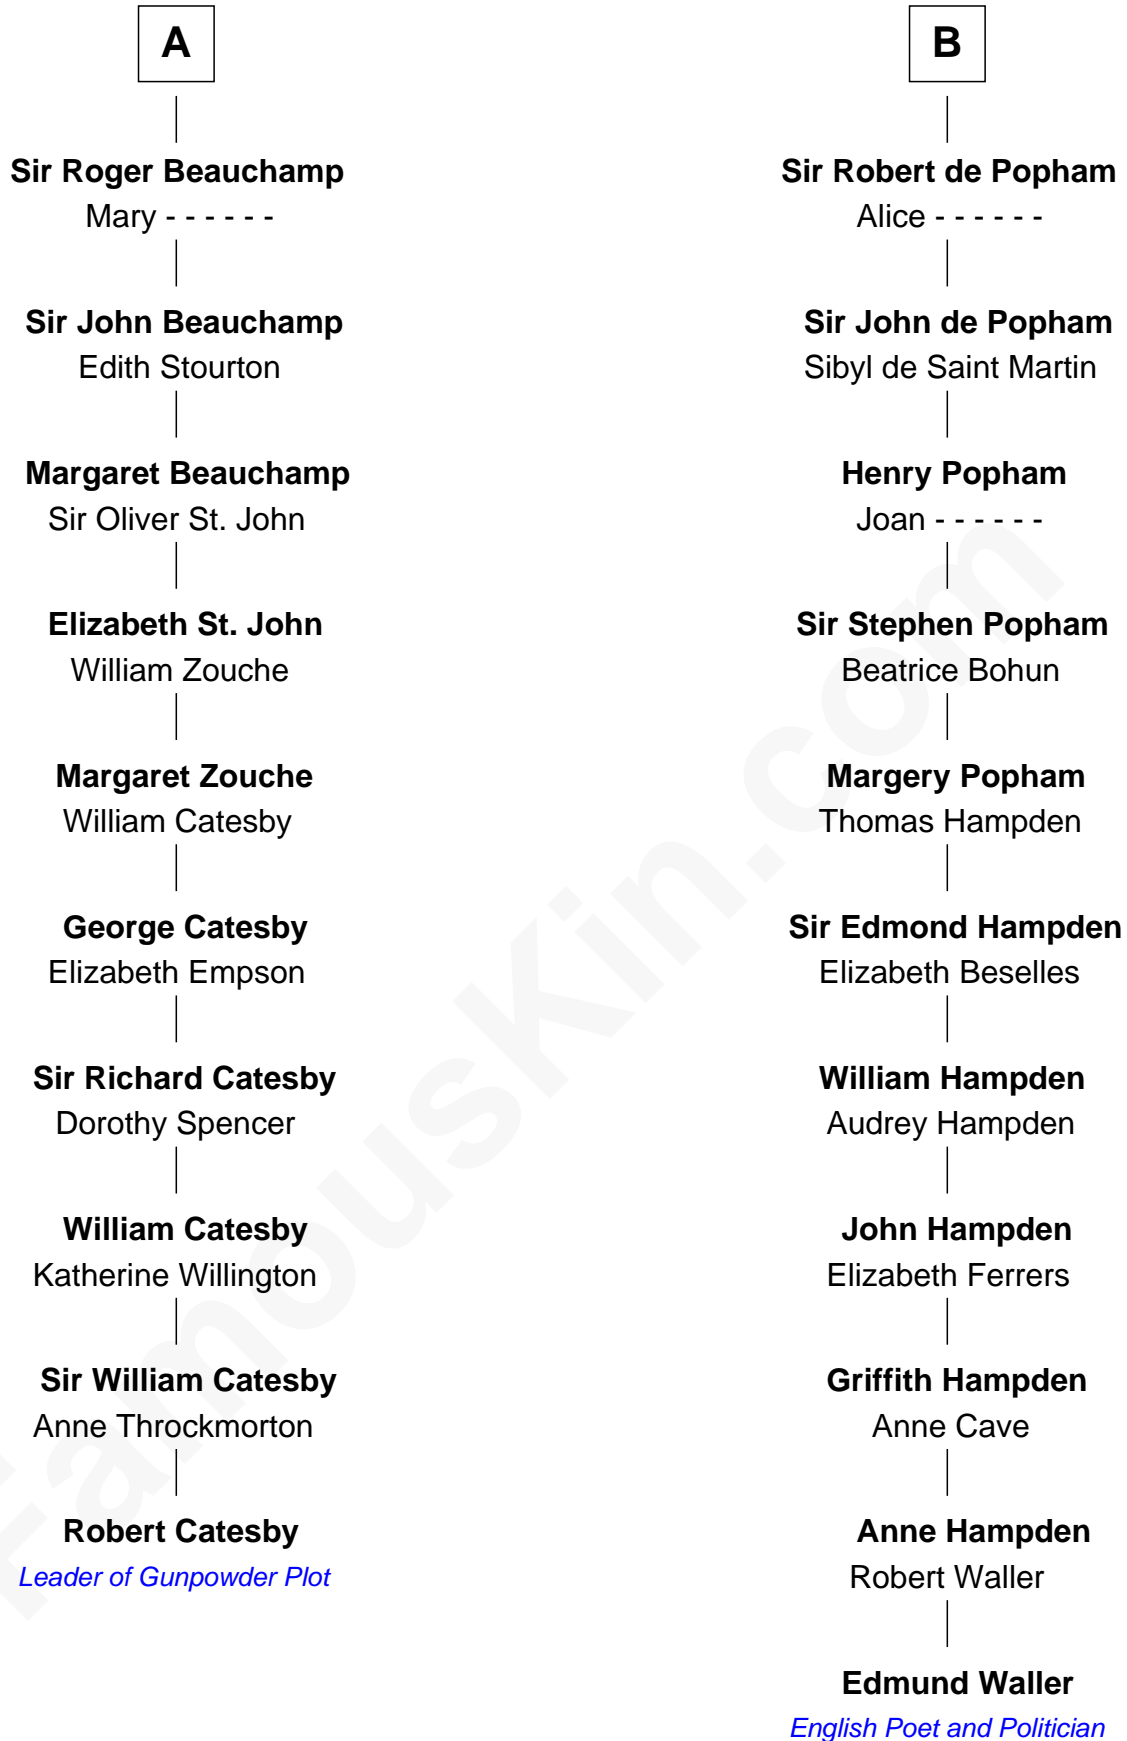 A
Sir Roger Beauchamp
Mary - - - - - -
Sir John Beauchamp
Edith Stourton
Margaret Beauchamp
Sir Oliver St. John
Elizabeth St. John
William Zouche
Margaret Zouche
William Catesby
George Catesby
Elizabeth Empson
Sir Richard Catesby
Dorothy Spencer
William Catesby
Katherine Willington
Sir William Catesby
Anne Throckmorton
Robert Catesby
Leader of Gunpowder Plot
B
Sir Robert de Popham
Alice - - - - - -
Sir John de Popham
Sibyl de Saint Martin
Henry Popham
Joan - - - - - -
Sir Stephen Popham
Beatrice Bohun
Margery Popham
Thomas Hampden
Sir Edmond Hampden
Elizabeth Beselles
William Hampden
Audrey Hampden
John Hampden
Elizabeth Ferrers
Griffith Hampden
Anne Cave
Anne Hampden
Robert Waller
Edmund Waller
English Poet and Politician
FamousKin.com